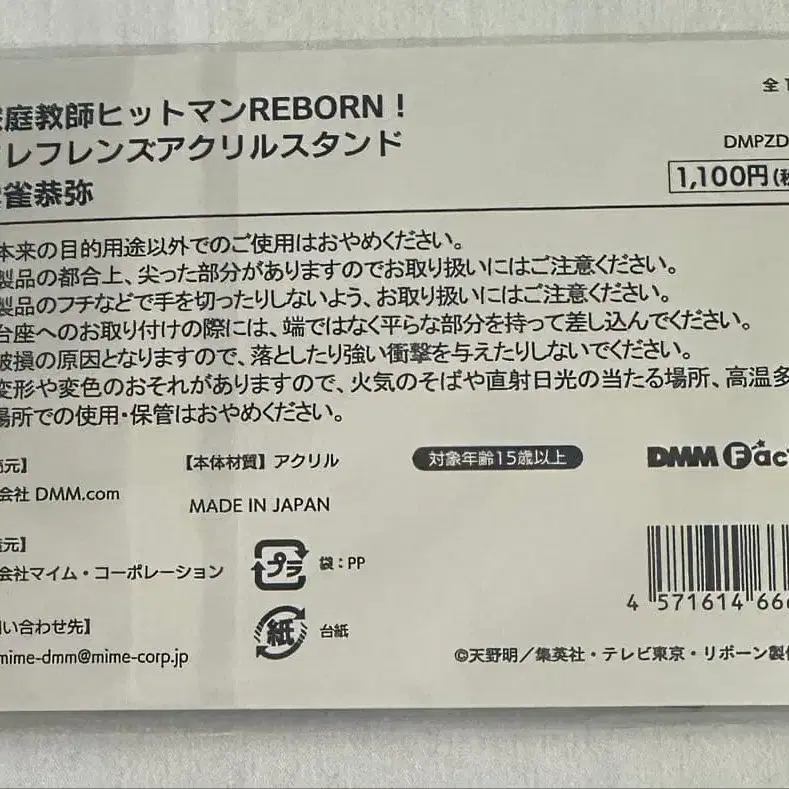 庭教師ヒットマンREBORN！
レフレンズアクリルスタンド
雀恭弥
全1
DMPZD
1,100円(税
本来の目的用途以外でのご使用はおやめください。
製品の都合上、尖った部分がありますのでお取り扱いにはご注意ください。
製品のフチなどで手を切ったりしないよう、お取り扱いにはご注意ください。
台座へのお取り付けの際には、端ではなく平らな部分を持って差し込んでください。
破損の原因となりますので、落としたり強い衝撃を与えたりしないでください。
変形や変色のおそれがありますので、火気のそばや直射日光の当たる場所、高温多
場所での使用・保管はおやめください。
元】
会社 DMM.com
【本体材質】アクリル
MADE IN JAPAN
対象年齢15歳以上
DMM Fac
元】
会社マイム・コーポレーション
プラ
袋：PP
紙
台紙
い合わせ先】
mime-dmm@mime-corp.jp
4 571614 66
©天野明／集英社・テレビ東京・リボーン製作